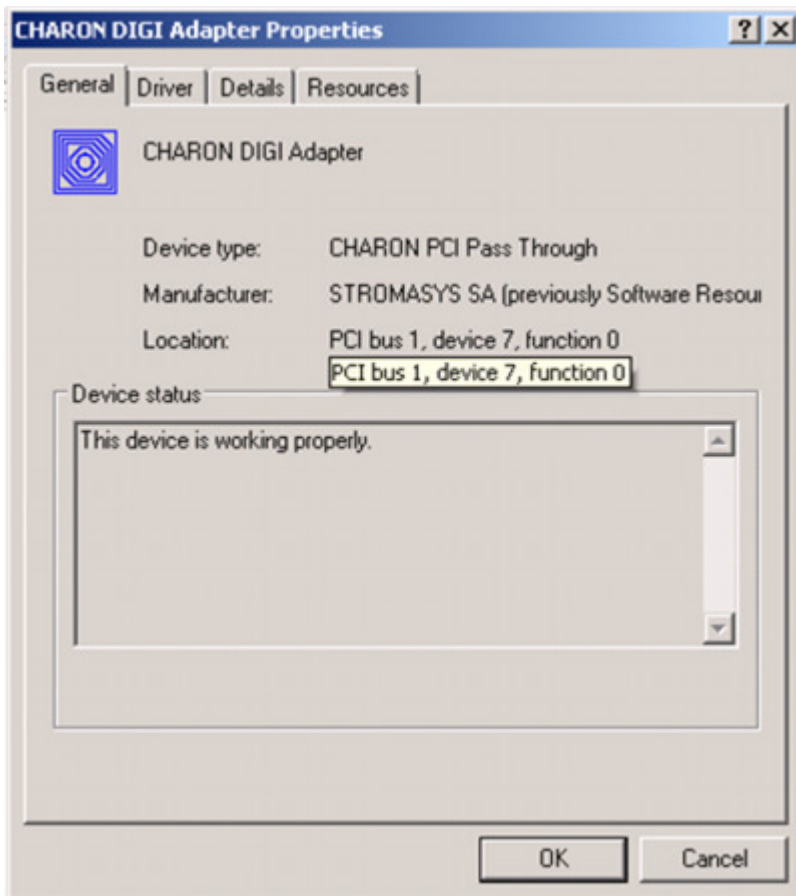 CHARON DIGI Adapter Properties
General Driver Details Resources
CHARON DIGI Adapter
Device type: CHARON PCI Pass Through
Manufacturer: STROMASYS SA (previously Software Resour
Location: PCI bus 1, device 7, function 0
PCI bus 1, device 7, function 0
Device status
This device is working properly.
OK Cancel